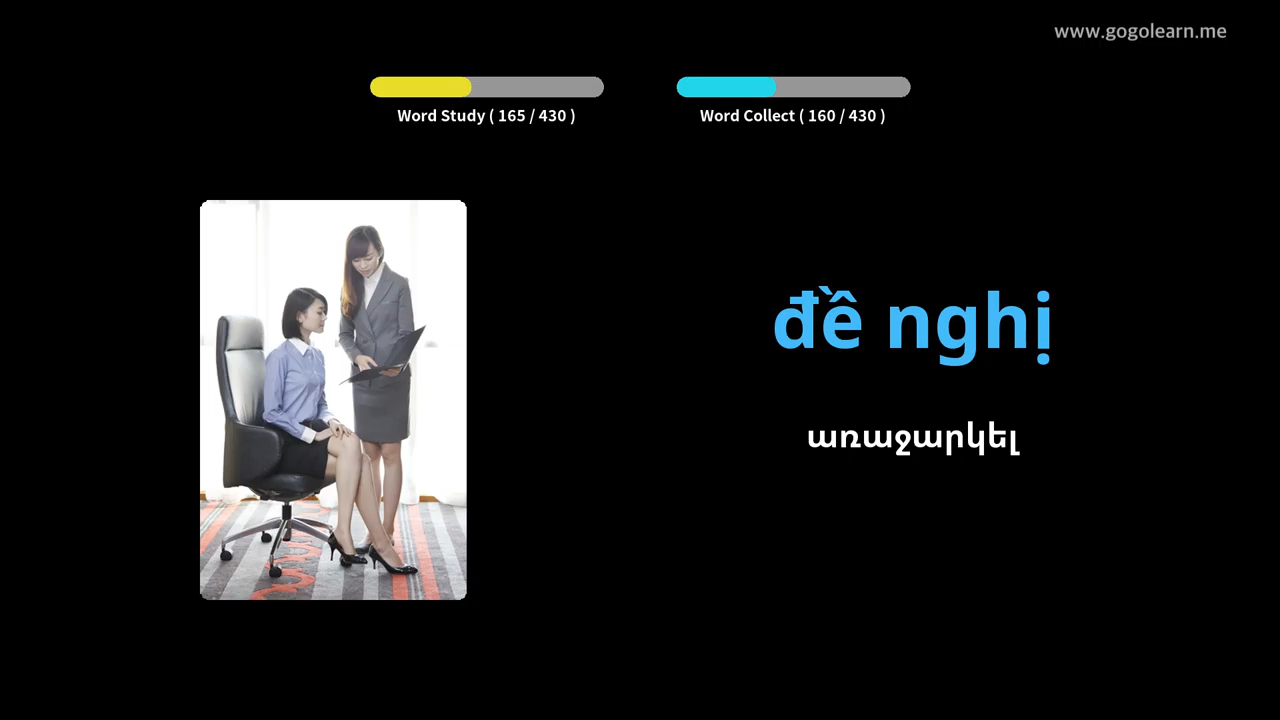 www.gogolearn.me
Word Study ( 165 / 430 )
Word Collect ( 160 / 430 )
đề nghị
առաջարկել